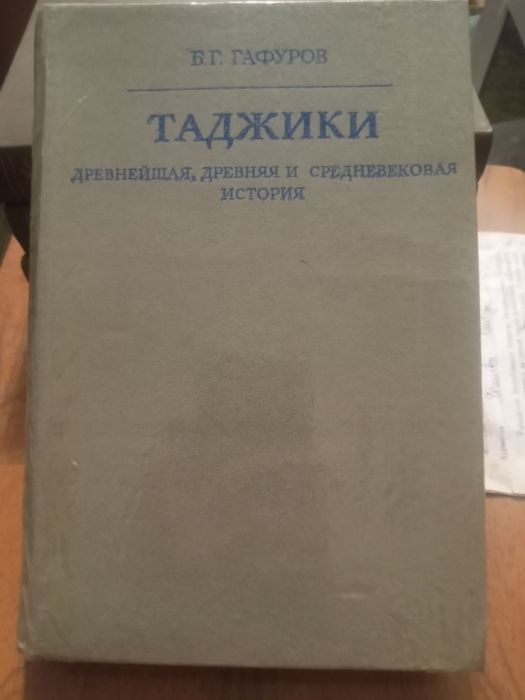 Б.Г. ГАФУРОВ
ТАДЖИКИ
ДРЕВНЕЙШАЯ, ДРЕВНЯЯ И СРЕДНЕВЕКОВАЯ
ИСТОРИЯ